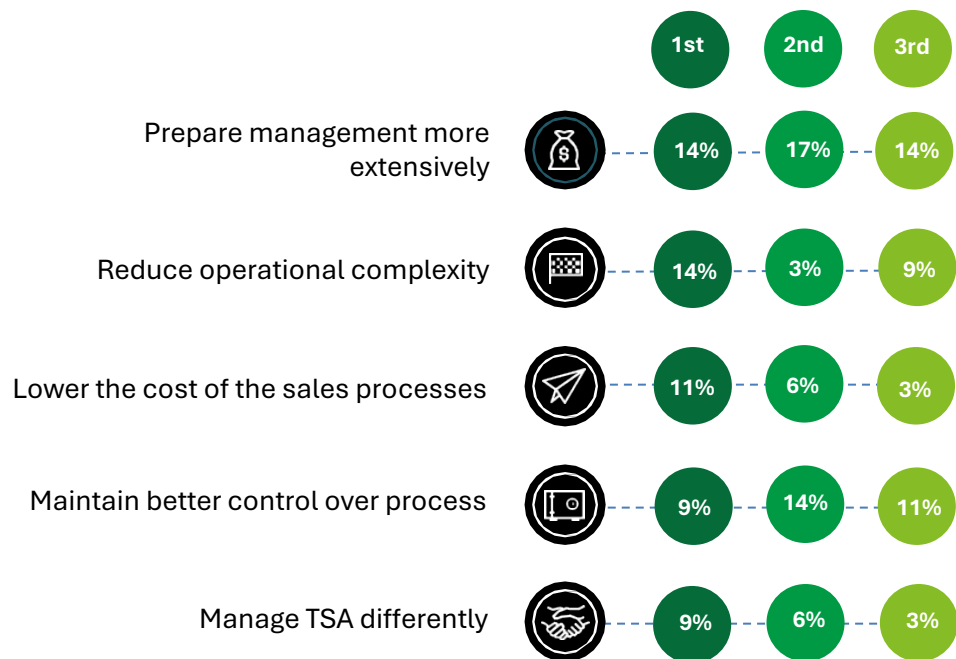 1st 2nd 3rd
Prepare management more
extensively
$
14% 17% 14%
Reduce operational complexity
14% 3% 9%
Lower the cost of the sales processes
11% 6% 3%
Maintain better control over process
9% 14% 11%
Manage TSA differently
9% 6% 3%